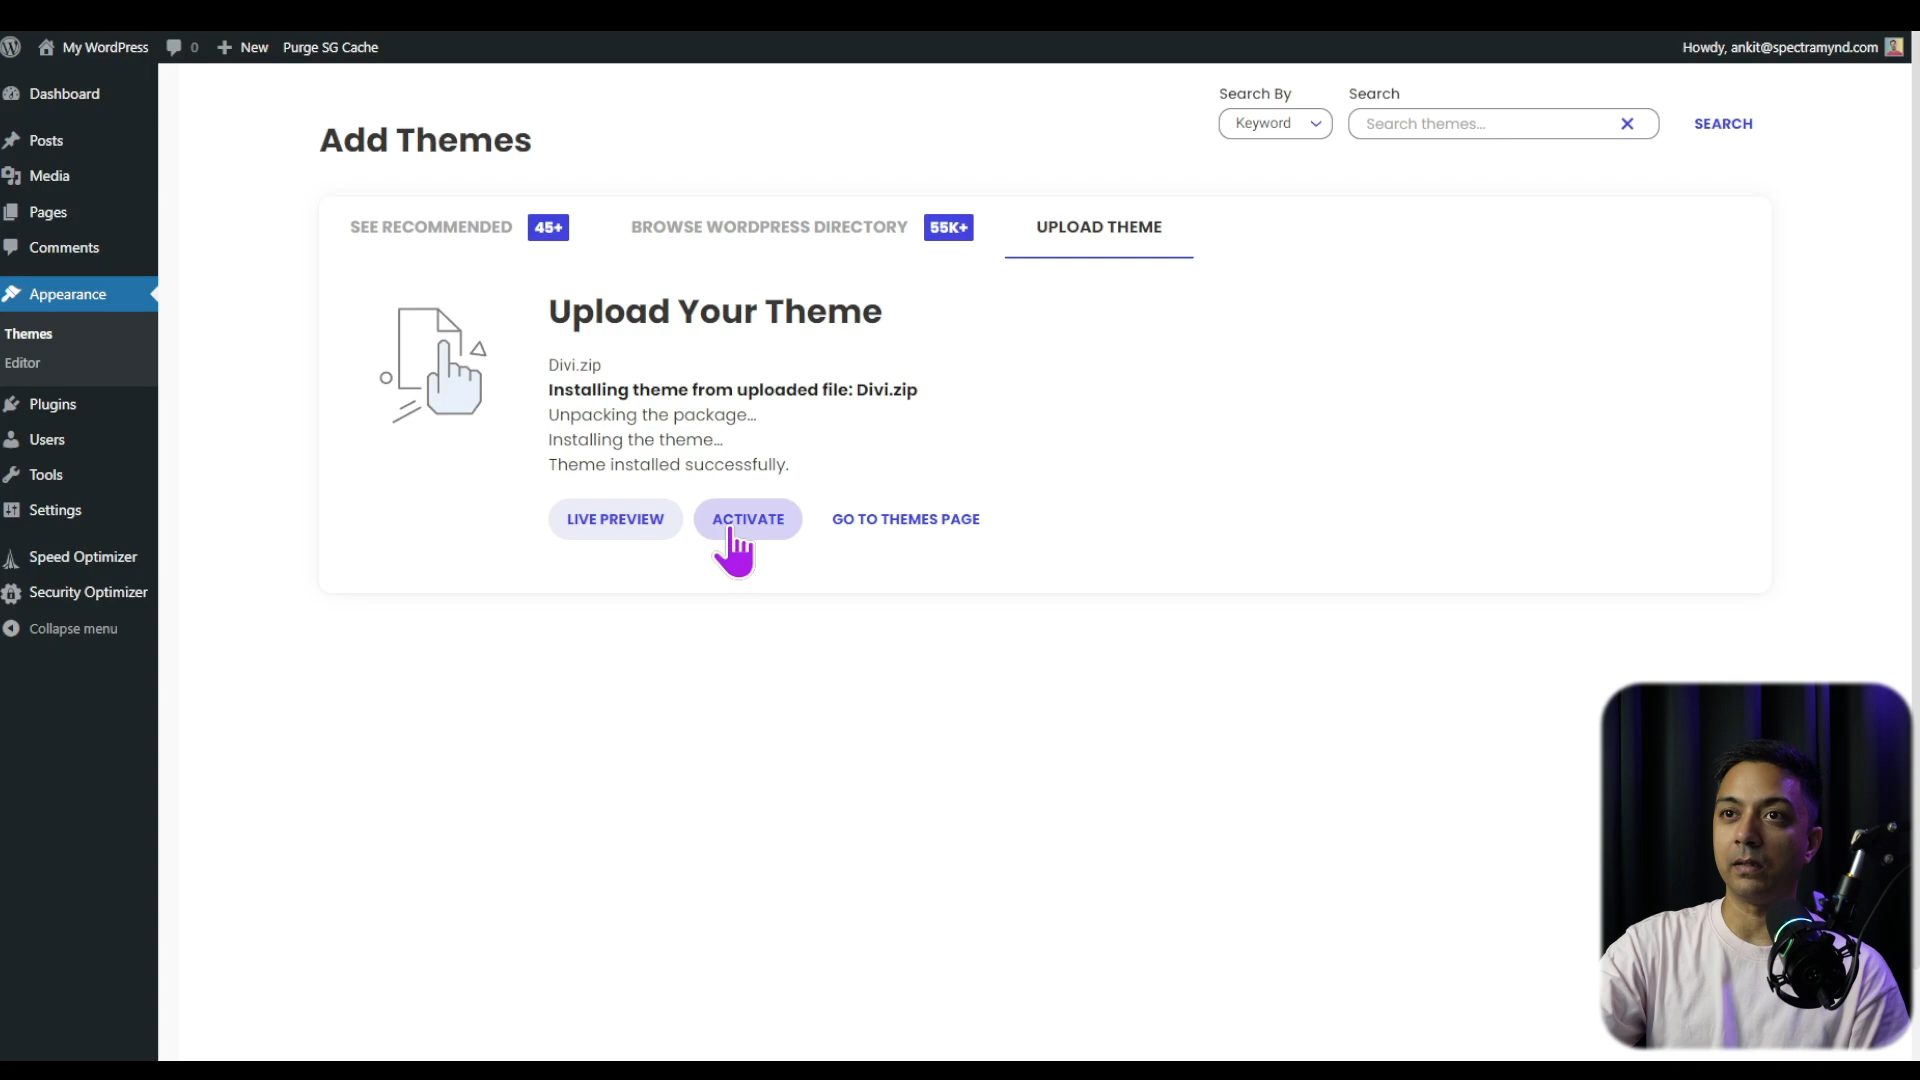 My WordPress
0
New
Purge SG Cache
Howdy, ankit@spectramynd.com
Dashboard
Posts
Media
Pages
Comments
Appearance
Themes
Editor
Plugins
Users
Tools
Settings
Speed Optimizer
Security Optimizer
Collapse menu
Add Themes
Search By
Keyword
Search
Search themes...
SEARCH
SEE RECOMMENDED 45+
BROWSE WORDPRESS DIRECTORY 55K+
UPLOAD THEME
Upload Your Theme
Divi.zip
Installing theme from uploaded file: Divi.zip
Unpacking the package…
Installing the theme…
Theme installed successfully.
LIVE PREVIEW
ACTIVATE
GO TO THEMES PAGE